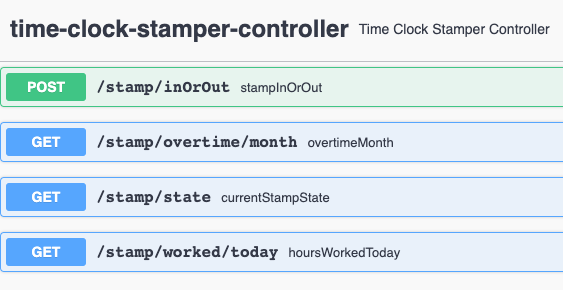 time-clock-stamper-controller Time Clock Stamper Controller
POST /stamp/inOrOut stampInOrOut
GET /stamp/overtime/month overtimeMonth
GET /stamp/state currentStampState
GET /stamp/worked/today hoursWorkedToday